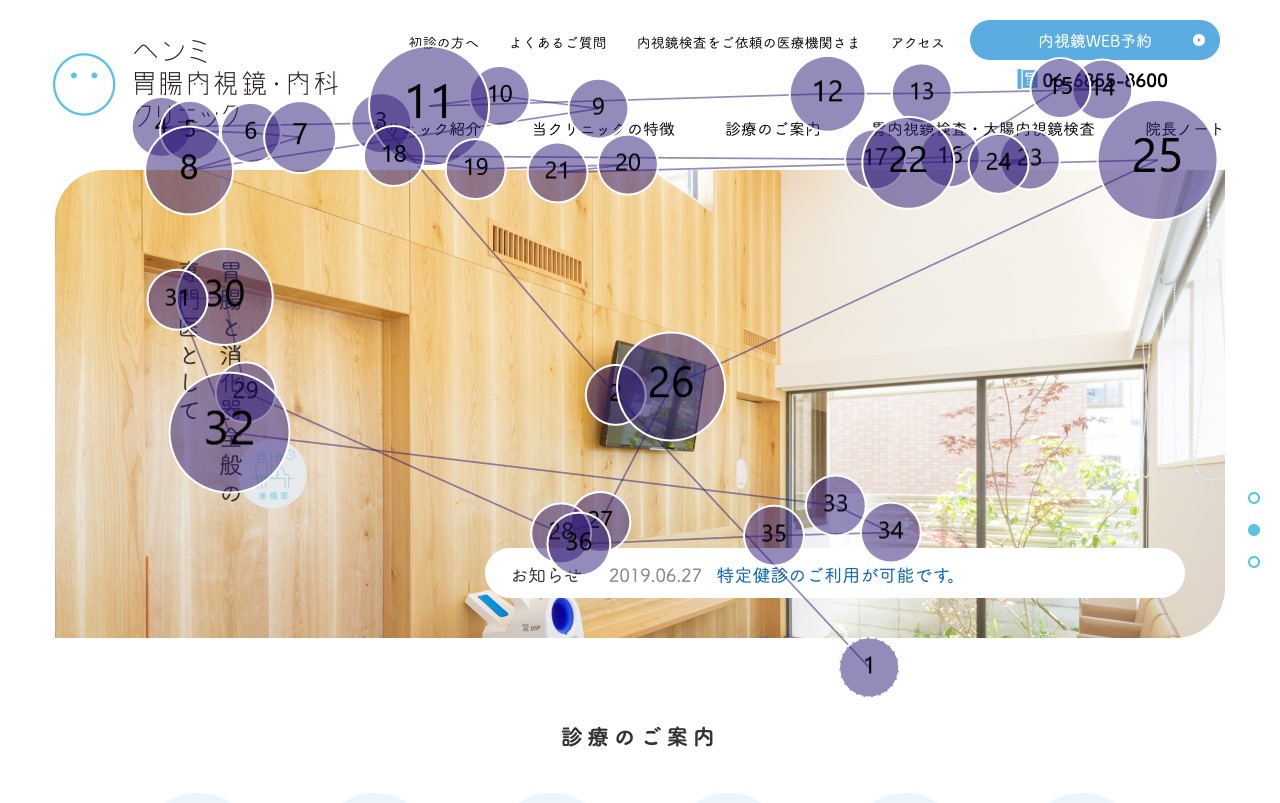 ヘンミ
胃腸内視鏡・内科
クリニック
初診の方へ
よくあるご質問
内視鏡検査をご依頼の医療機関さま
アクセス
内視鏡WEB予約
06-6855-8600
クリニック紹介
当クリニックの特徴
診療のご案内
胃内視鏡検査・大腸内視鏡検査
院長ノート
胃腸と消化器全般の
専門医として
準備室
お知らせ 2019.06.27 特定健診のご利用が可能です。
診療のご案内
1
4
5
6
7
8
3
9
10
11
12
13
14
15
16
17
18
19
20
21
22
23
24
25
26
27
28
29
30
31
32
33
34
35
36